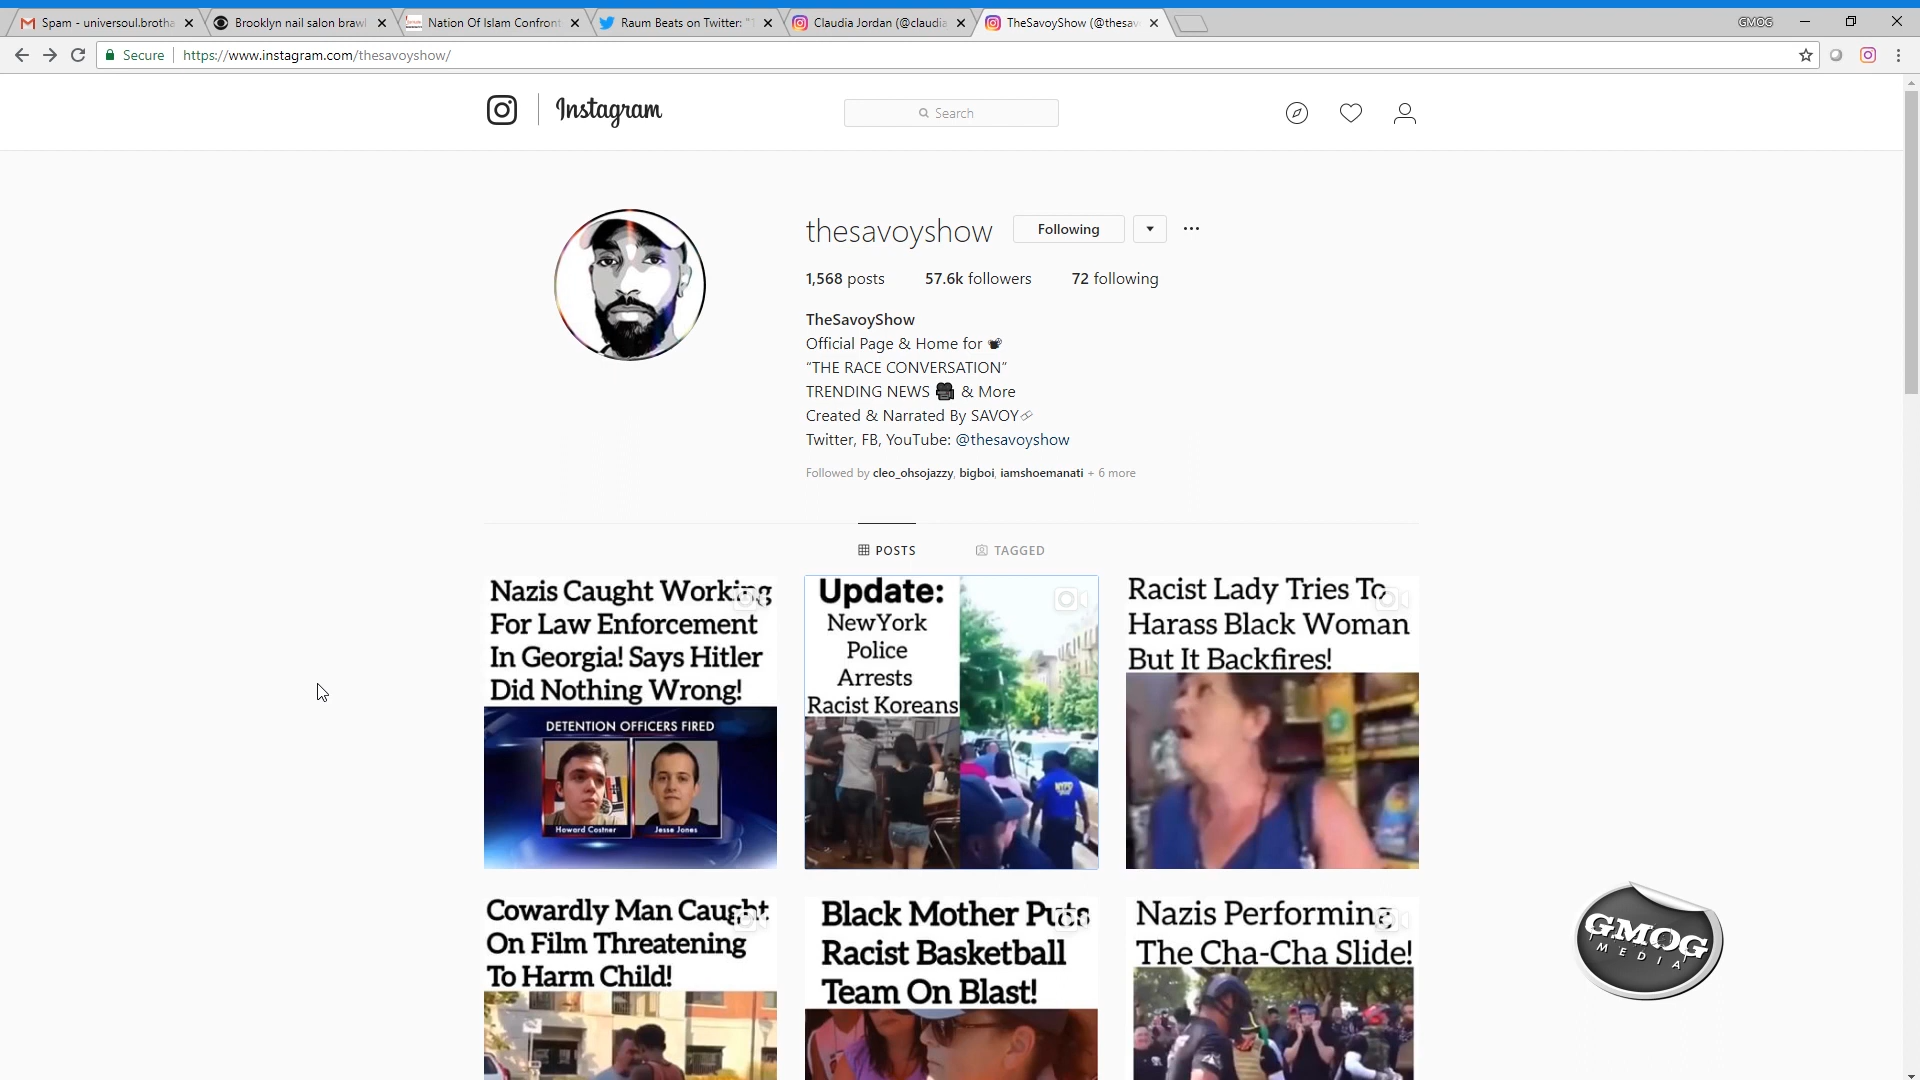 Spam - universoul.brotha
Brooklyn nail salon brawl
Nation Of Islam Confront
Raum Beats on Twitter: "
Claudia Jordan (@claudia
TheSavoyShow (@thesav
GMOG
Secure
https://www.instagram.com/thesavoyshow/
Instagram
Search
thesavoyshow
Following
1,568 posts
57.6k followers
72 following
TheSavoyShow
Official Page & Home for
“THE RACE CONVERSATION”
TRENDING NEWS & More
Created & Narrated By SAVOY
Twitter, FB, YouTube: @thesavoyshow
Followed by cleo_ohsojazzy, bigboi, iamshoemanati + 6 more
POSTS
TAGGED
Nazis Caught Working
For Law Enforcement
In Georgia! Says Hitler
Did Nothing Wrong!
DETENTION OFFICERS FIRED
Howard Costner
Jesse Jones
Update:
NewYork
Police
Arrests
Racist Koreans
Racist Lady Tries To
Harass Black Woman
But It Backfires!
Cowardly Man Caught
On Film Threatening
To Harm Child!
Black Mother Puts
Racist Basketball
Team On Blast!
Nazis Performing
The Cha-Cha Slide!
GMOG
MEDIA